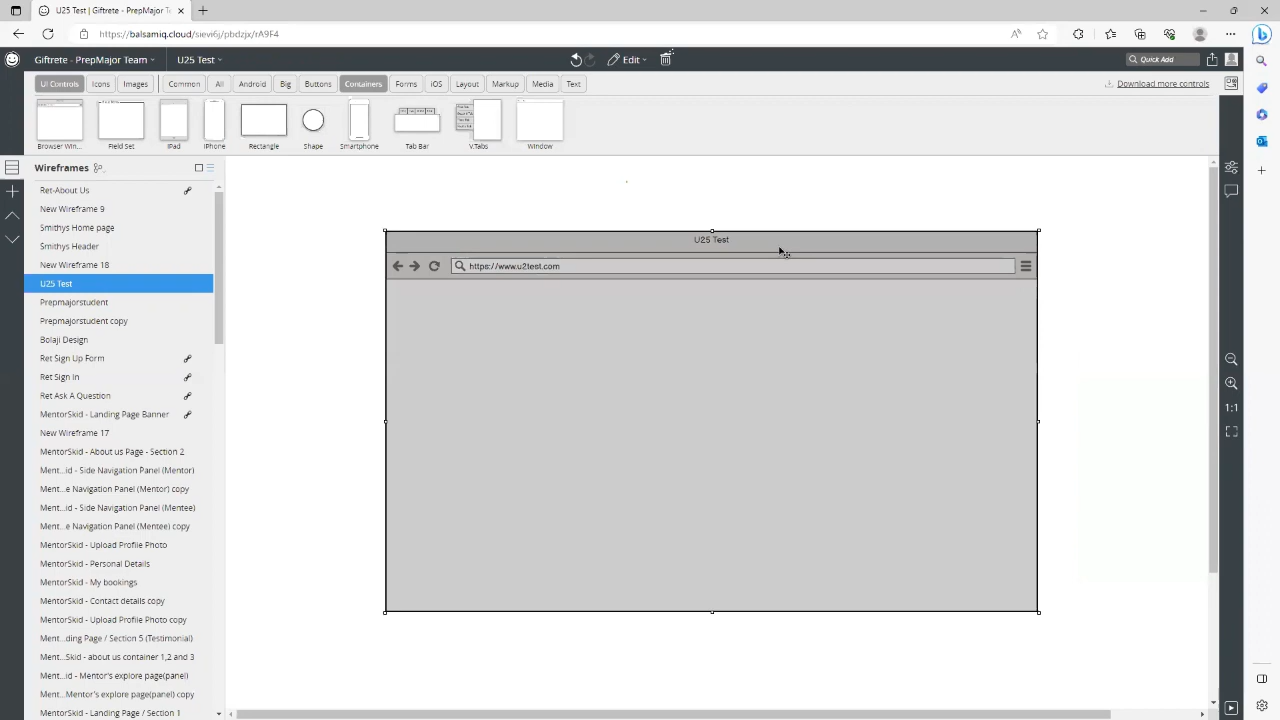 U25 Test | Giftrete - PrepMajor T
https://balsamiq.cloud/sievi6j/pbdzjx/rA9F4
Giftrete - PrepMajor Team
U25 Test
Edit
Quick Add
UI Controls Icons Images Common All Android Big Buttons Containers Forms iOS Layout Markup Media Text
Download more controls
Browser Win... Field Set iPad iPhone Rectangle Shape Smartphone Tab Bar V.Tabs Window
Wireframes
Ret-About Us
New Wireframe 9
Smithys Home page
Smithys Header
New Wireframe 18
U25 Test
Prepmajorstudent
Prepmajorstudent copy
Bolaji Design
Ret Sign Up Form
Ret Sign In
Ret Ask A Question
MentorSkid - Landing Page Banner
New Wireframe 17
MentorSkid - About us Page - Section 2
Ment...id - Side Navigation Panel (Mentor)
Ment...e Navigation Panel (Mentor) copy
Ment...id - Side Navigation Panel (Mentee)
Ment...e Navigation Panel (Mentee) copy
MentorSkid - Upload Profile Photo
MentorSkid - Personal Details
MentorSkid - My bookings
MentorSkid - Contact details copy
MentorSkid - Upload Profile Photo copy
Ment...ding Page / Section 5 (Testimonial)
Ment...Skid - about us container 1,2 and 3
Ment...id - Mentor's explore page(panel)
Ment...Mentor's explore page(panel) copy
MentorSkid - Landing Page / Section 1
U25 Test
https://www.u2test.com
1:1